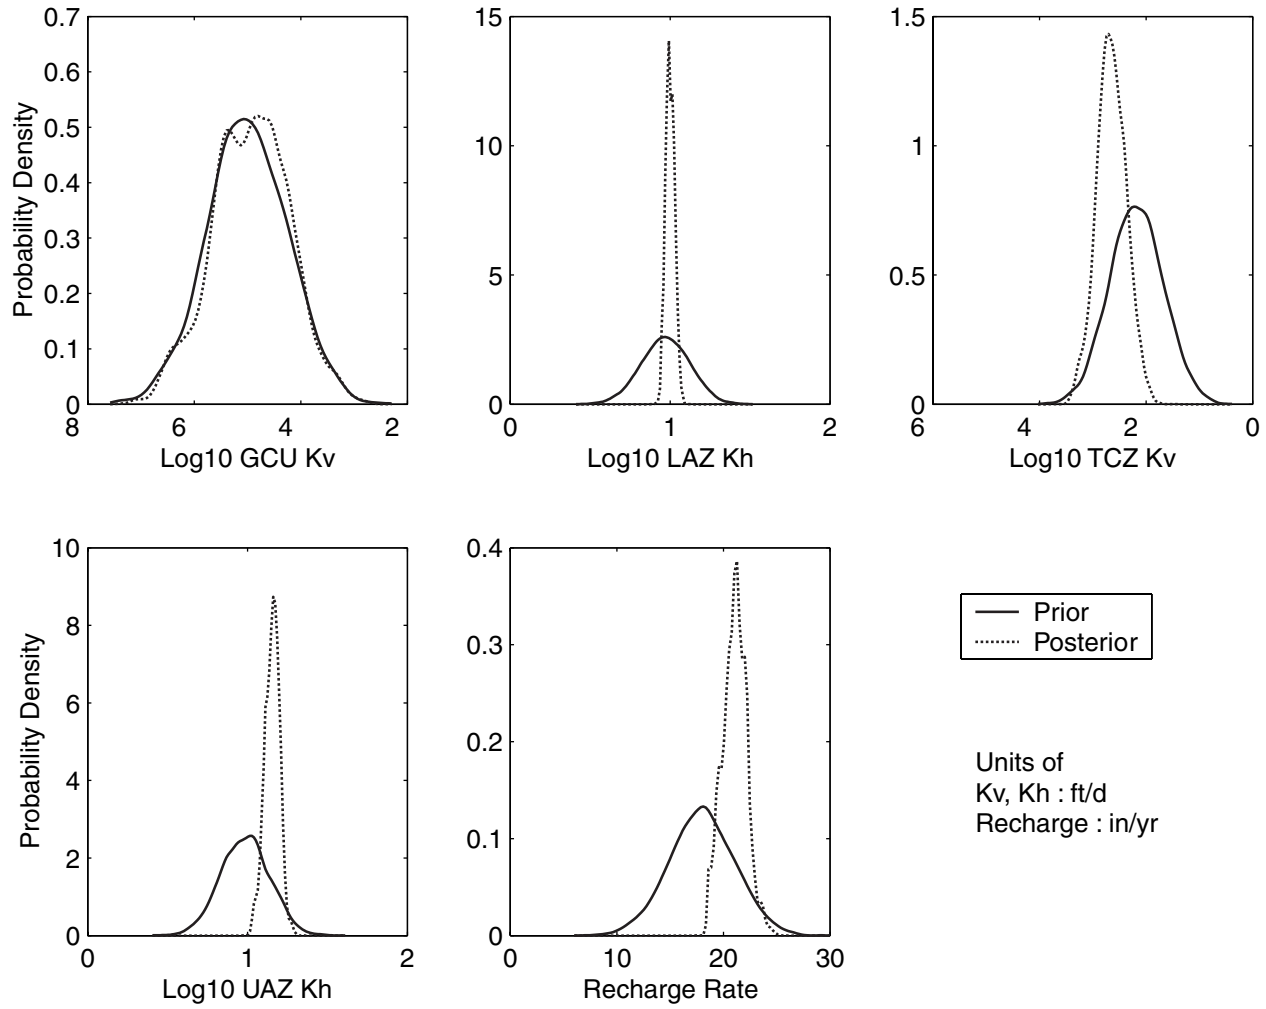 0.7
0.6
0.5
0.4
0.3
0.2
0.1
0
Probability Density
8 6 4 2
Log10 GCU Kv
15
10
5
0
0 1 2
Log10 LAZ Kh
1.5
1
0.5
0
6 4 2 0
Log10 TCZ Kv
10
8
6
4
2
0
Probability Density
0 1 2
Log10 UAZ Kh
0.4
0.3
0.2
0.1
0
0 10 20 30
Recharge Rate
Prior
Posterior
Units of
Kv, Kh : ft/d
Recharge : in/yr